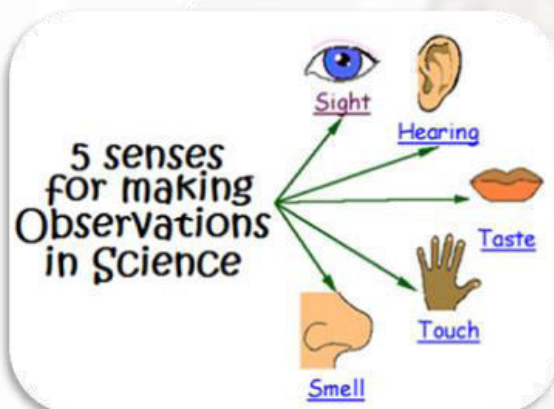 5 senses
for making
Observations
in Science
Sight
Hearing
Taste
Touch
Smell